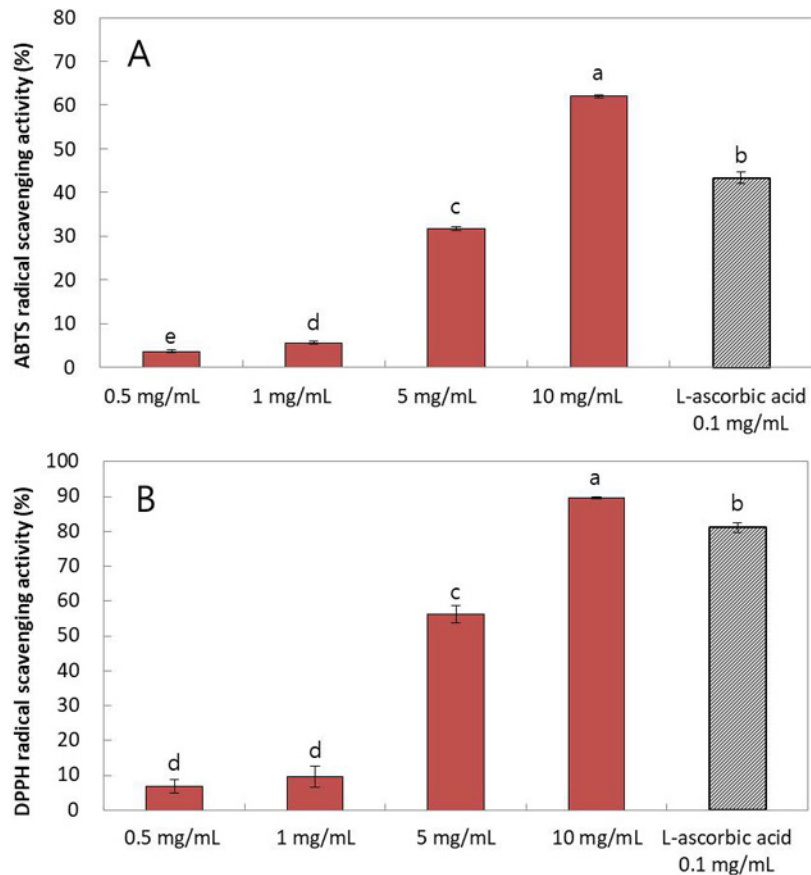 A
ABTS radical scavenging activity (%)
80
70
60
50
40
30
20
10
0
e
d
c
a
b
0.5 mg/mL
1 mg/mL
5 mg/mL
10 mg/mL
L-ascorbic acid
0.1 mg/mL
B
DPPH radical scavenging activity (%)
100
90
80
70
60
50
40
30
20
10
0
d
d
c
a
b
0.5 mg/mL
1 mg/mL
5 mg/mL
10 mg/mL
L-ascorbic acid
0.1 mg/mL